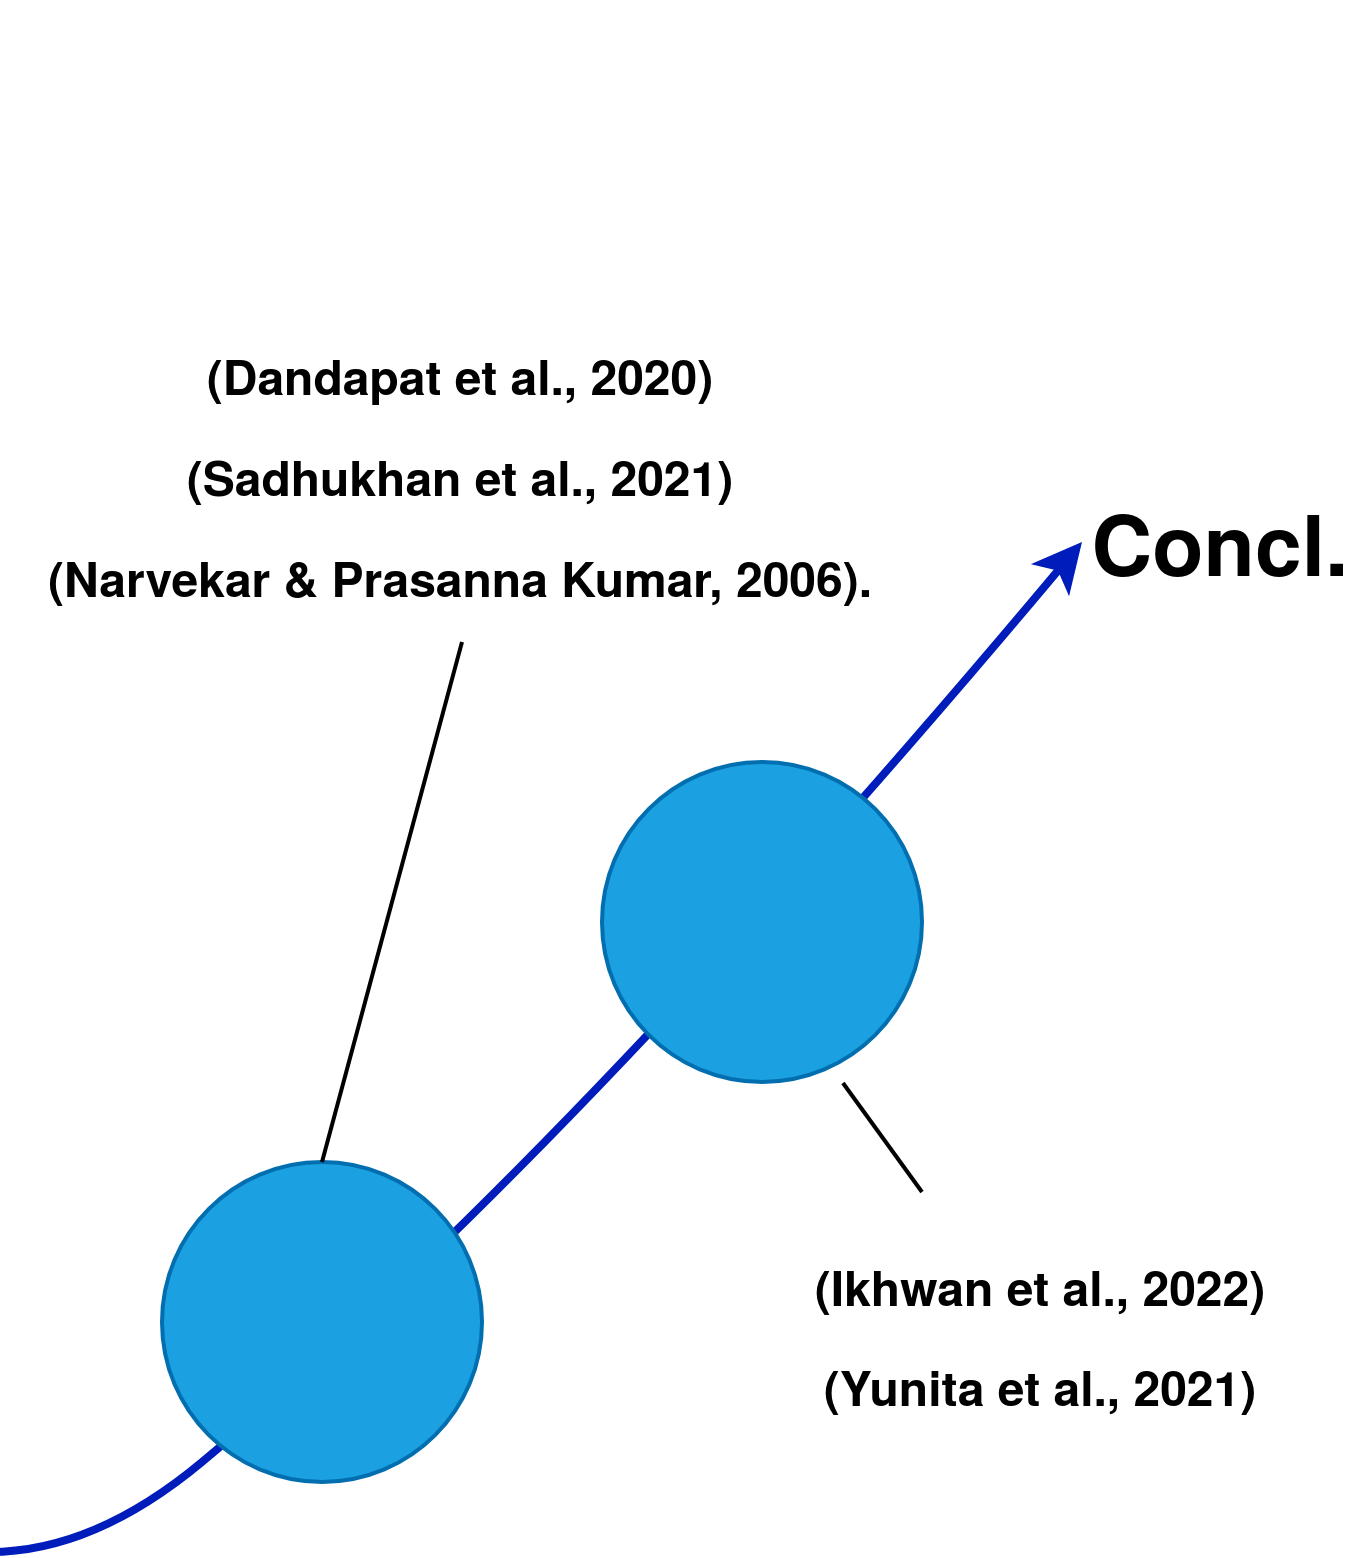 (Dandapat et al., 2020)
(Sadhukhan et al., 2021)
(Narvekar & Prasanna Kumar, 2006).
Concl.
(Ikhwan et al., 2022)
(Yunita et al., 2021)